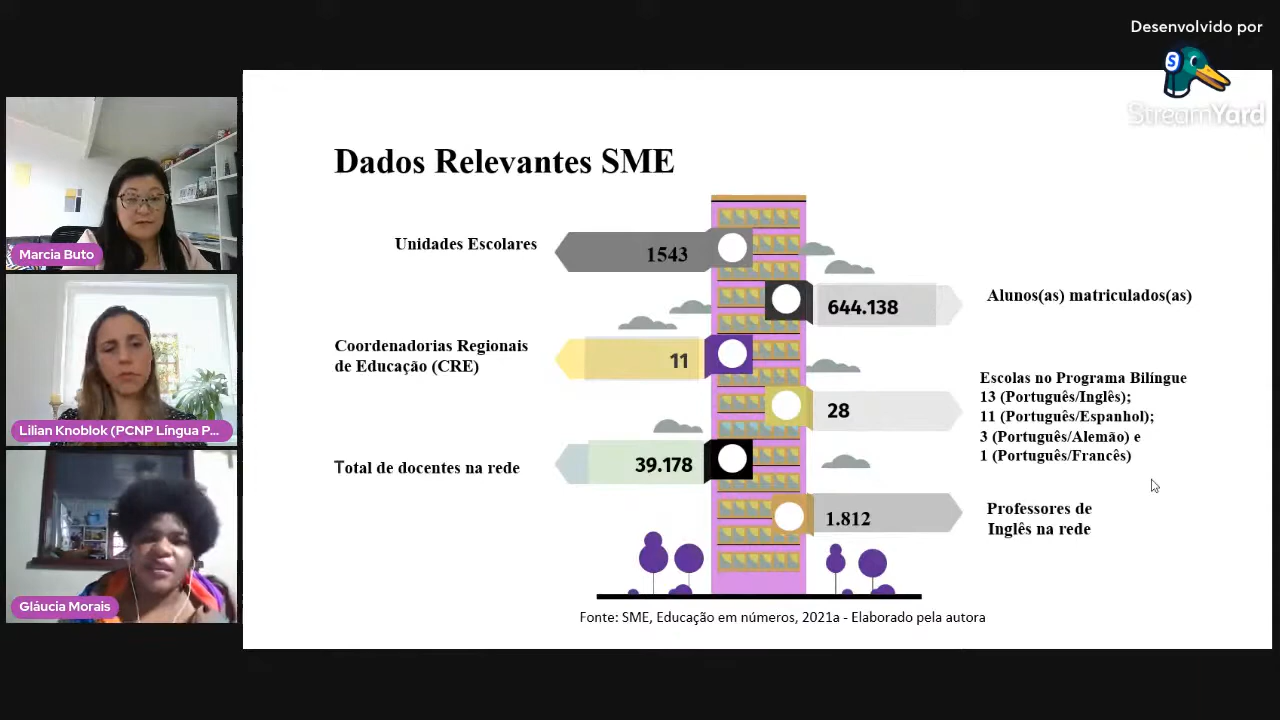 Desenvolvido por
S
StreamYard
Marcia Buto
Lilian Knoblok (PCNP Língua P...
Gláucia Morais
Dados Relevantes SME
Unidades Escolares
1543
644.138
Alunos(as) matriculados(as)
Coordenadorias Regionais
de Educação (CRE)
11
28
Escolas no Programa Bilíngue
13 (Português/Inglês);
11 (Português/Espanhol);
3 (Português/Alemão) e
1 (Português/Francês)
Total de docentes na rede
39.178
1.812
Professores de
Inglês na rede
Fonte: SME, Educação em números, 2021a - Elaborado pela autora